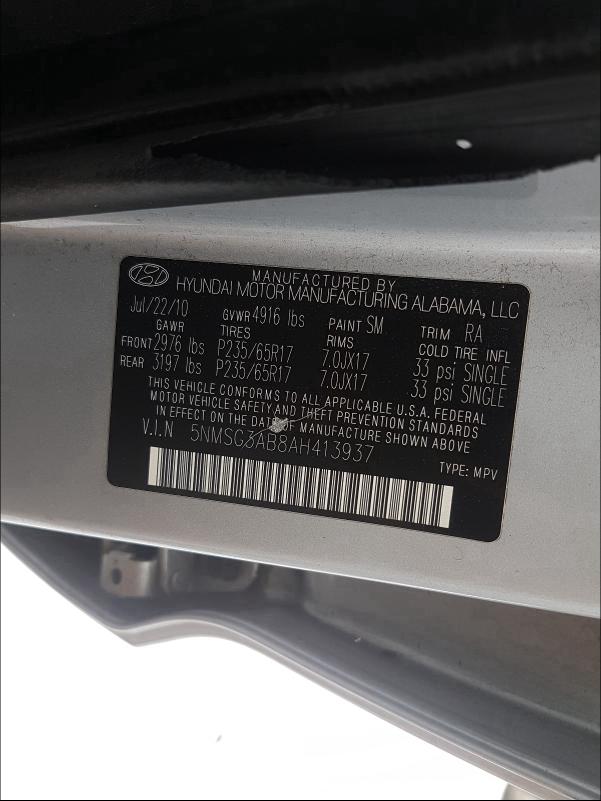 MANUFACTURED BY
HYUNDAI MOTOR MANUFACTURING ALABAMA, LLC
Jul/22/10 GVWR 4916 lbs PAINT SM TRIM RA
GAWR TIRES RIMS COLD TIRE INFL
FRONT 2976 lbs P235/65R17 7.0JX17 33 psi SINGLE
REAR 3197 lbs P235/65R17 7.0JX17 33 psi SINGLE
THIS VEHICLE CONFORMS TO ALL APPLICABLE U.S.A. FEDERAL
MOTOR VEHICLE SAFETY AND THEFT PREVENTION STANDARDS
IN EFFECT ON THE DATE OF MANUFACTURE SHOWN ABOVE
V.I.N 5NMSG3AB8AH413937
TYPE: MPV